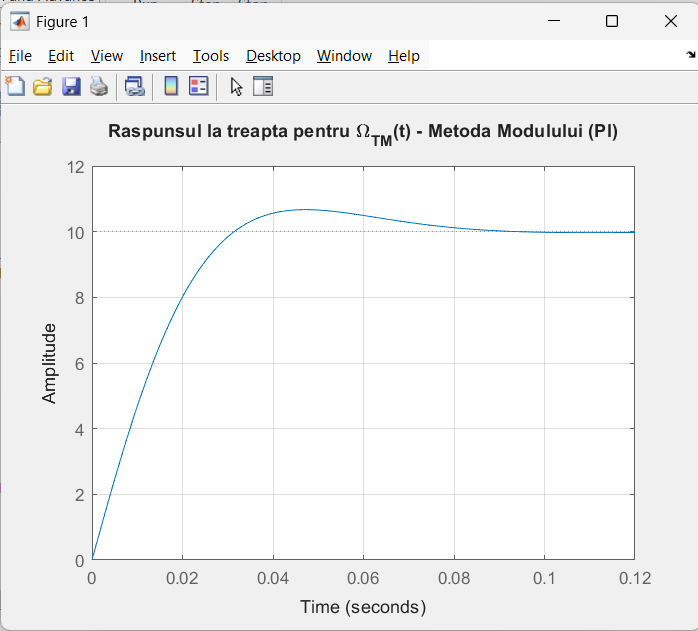 Figure 1
File Edit View Insert Tools Desktop Window Help
Raspunsul la treapta pentru Ω_TM(t) - Metoda Modulului (PI)
12
10
8
6
4
2
0
Amplitude
0 0.02 0.04 0.06 0.08 0.1 0.12
Time (seconds)